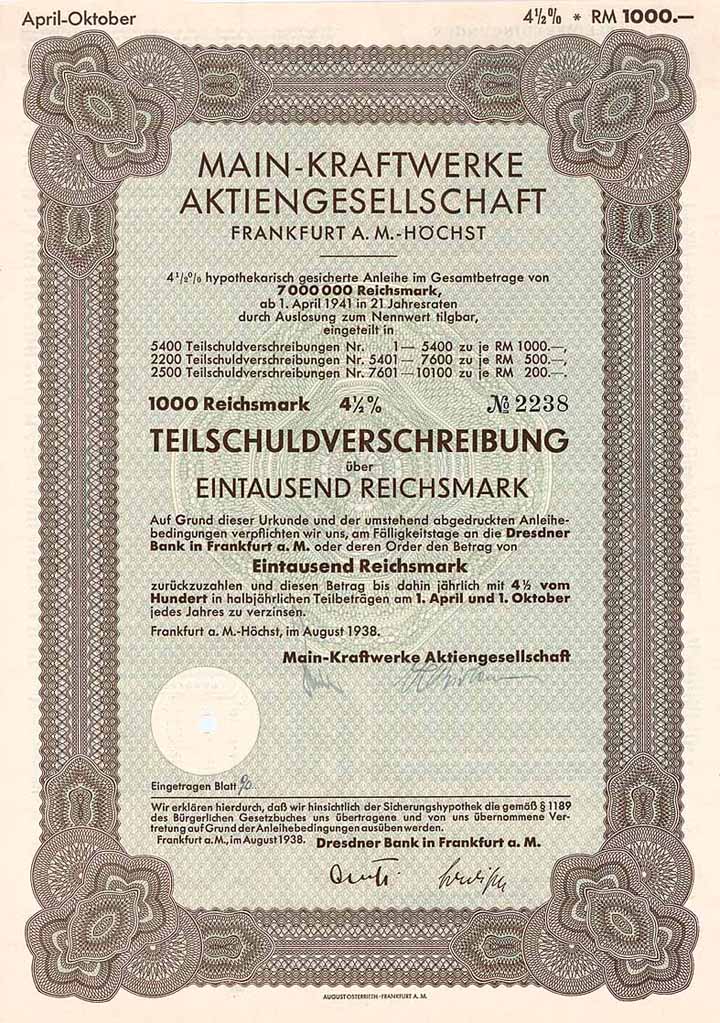 April-Oktober 4½% * RM 1000.—
MAIN-KRAFTWERKE
AKTIENGESELLSCHAFT
FRANKFURT A. M.-HÖCHST
4½% hypothekarisch gesicherte Anleihe im Gesamtbetrage von
7000000 Reichsmark,
ab 1. April 1941 in 21 Jahresraten
durch Auslosung zum Nennwert tilgbar,
eingeteilt in
5400 Teilschuldverschreibungen Nr. 1— 5400 zu je RM 1000.—,
2200 Teilschuldverschreibungen Nr. 5401— 7600 zu je RM 500.—,
2500 Teilschuldverschreibungen Nr. 7601—10100 zu je RM 200.—.
1000 Reichsmark 4½% № 2238
TEILSCHULDVERSCHREIBUNG
über
EINTAUSEND REICHSMARK
Auf Grund dieser Urkunde und der umstehend abgedruckten Anleihe-
bedingungen verpflichten wir uns, am Fälligkeitstage an die Dresdner
Bank in Frankfurt a. M. oder deren Order den Betrag von
Eintausend Reichsmark
zurückzuzahlen und diesen Betrag bis dahin jährlich mit 4½ vom
Hundert in halbjährlichen Teilbeträgen am 1. April und 1. Oktober
jedes Jahres zu verzinsen.
Frankfurt a. M.-Höchst, im August 1938.
Main-Kraftwerke Aktiengesellschaft
Eingetragen Blatt 90
Wir erklären hierdurch, daß wir hinsichtlich der Sicherungshypothek die gemäß § 1189
des Bürgerlichen Gesetzbuches uns übertragene und von uns übernommene Ver-
tretung auf Grund der Anleihebedingungen ausüben werden.
Frankfurt a.M., im August 1938. Dresdner Bank in Frankfurt a. M.
AUGUST OSTERRIETH-FRANKFURT A. M.